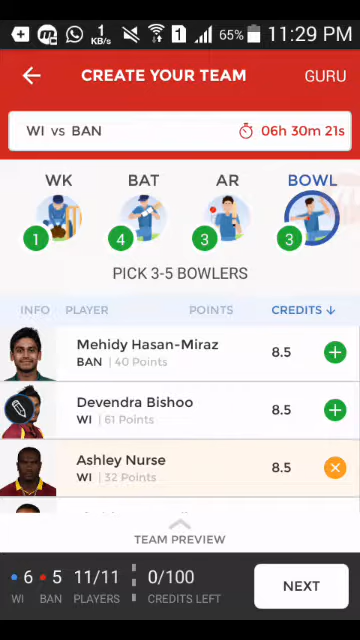 1 KB/s 1 65% 11:29 PM
CREATE YOUR TEAM GURU
WI vs BAN 06h 30m 21s
WK BAT AR BOWL
1 4 3 3
PICK 3-5 BOWLERS
INFO PLAYER POINTS CREDITS ↓
Mehidy Hasan-Miraz 8.5
BAN | 40 Points
Devendra Bishoo 8.5
WI | 61 Points
Ashley Nurse 8.5
WI | 32 Points
TEAM PREVIEW
6 5 11/11 0/100 NEXT
WI BAN PLAYERS CREDITS LEFT